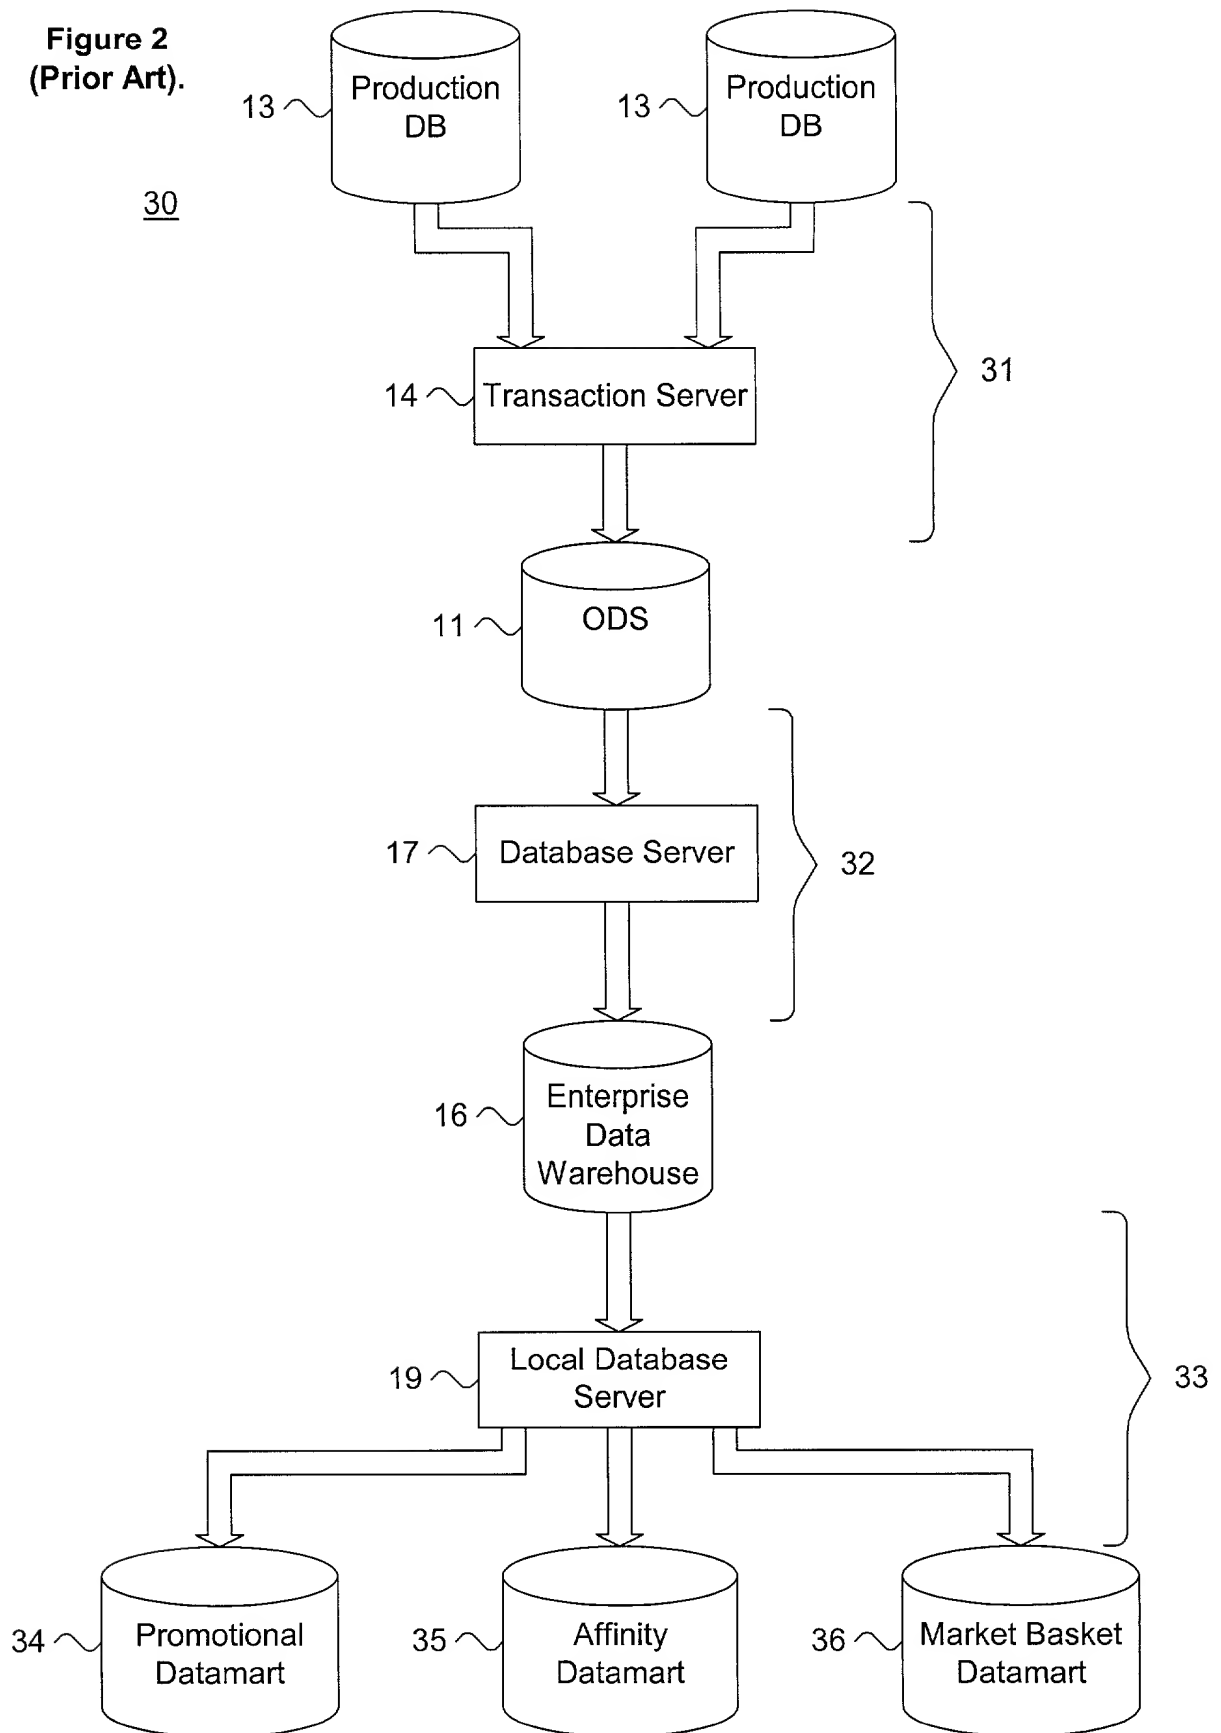 Figure 2
(Prior Art).
30
13
Production
DB
13
Production
DB
31
14
Transaction Server
11
ODS
32
17
Database Server
16
Enterprise
Data
Warehouse
33
19
Local Database
Server
34
Promotional
Datamart
35
Affinity
Datamart
36
Market Basket
Datamart